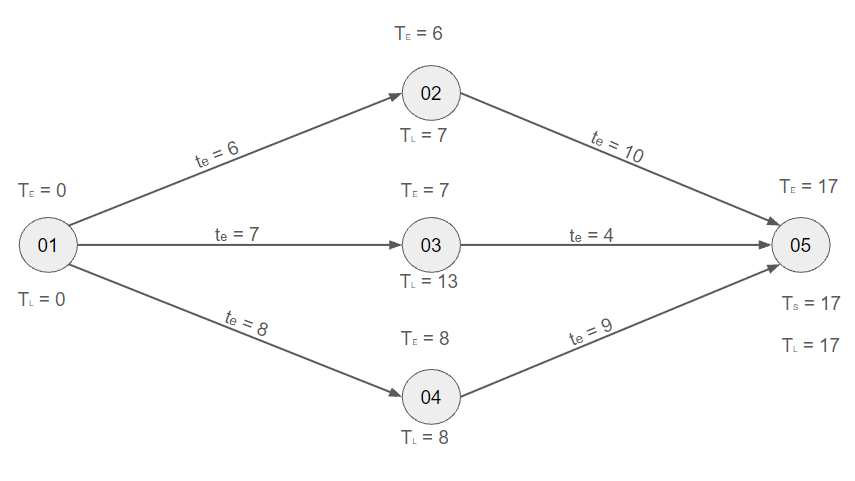 TE = 6
02
TL = 7
te = 6
te = 10
TE = 0
TE = 7
TE = 17
01
te = 7
03
te = 4
05
TL = 0
TL = 13
TS = 17
te = 8
TE = 8
te = 9
TL = 17
04
TL = 8